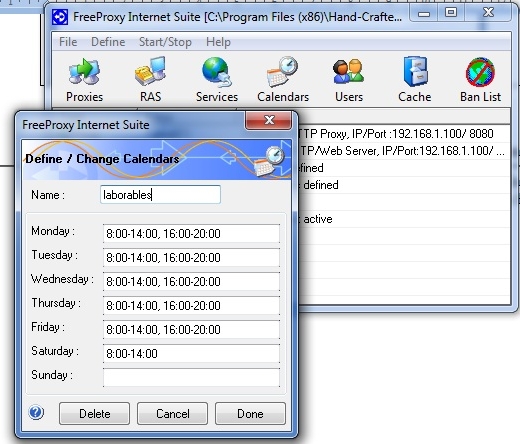 FreeProxy Internet Suite [C:\Program Files (x86)\Hand-Crafte...
File Define Start/Stop Help
Proxies RAS Services Calendars Users Cache Ban List
FreeProxy Internet Suite
TTP Proxy, IP/Port :192.168.1.100/ 8080
Define / Change Calendars
TP/Web Server, IP/Port:192.168.1.100/ ...
fined
s defined
Name : laborables
: active
Monday : 8:00-14:00, 16:00-20:00
Tuesday : 8:00-14:00, 16:00-20:00
Wednesday : 8:00-14:00, 16:00-20:00
Thursday : 8:00-14:00, 16:00-20:00
Friday : 8:00-14:00, 16:00-20:00
Saturday : 8:00-14:00
Sunday :
Delete Cancel Done